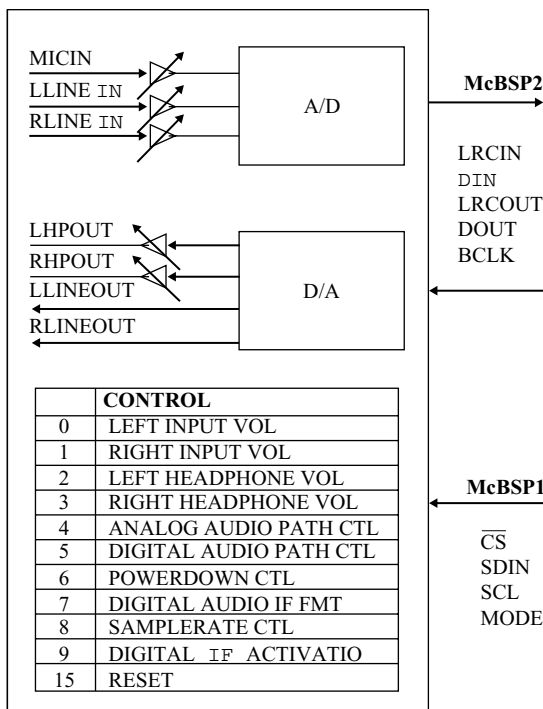 MICIN
LLINE IN
RLINE IN
A/D
McBSP2
LRCIN
DIN
LRCOUT
DOUT
BCLK
LHPOUT
RHPOUT
LLINEOUT
RLINEOUT
D/A
CONTROL
0 LEFT INPUT VOL
1 RIGHT INPUT VOL
2 LEFT HEADPHONE VOL
3 RIGHT HEADPHONE VOL
4 ANALOG AUDIO PATH CTL
5 DIGITAL AUDIO PATH CTL
6 POWERDOWN CTL
7 DIGITAL AUDIO IF FMT
8 SAMPLERATE CTL
9 DIGITAL IF ACTIVATIO
15 RESET
McBSP1
C̅S̅
SDIN
SCL
MODE